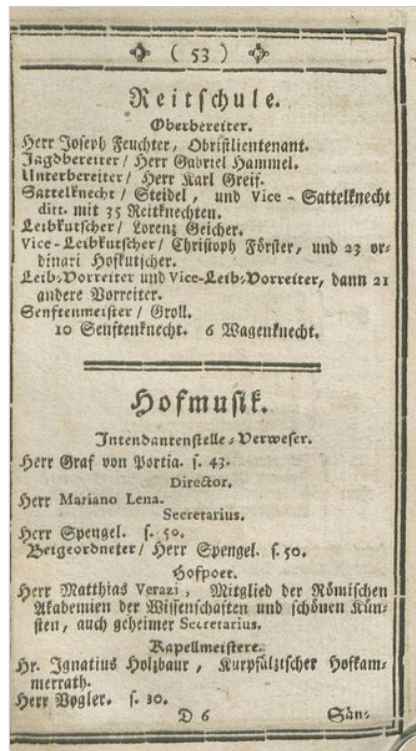 ( 53 )
Reitschule.
Oberbereiter.
Herr Joseph Feuchter, Obristlieutenant.
Jagdbereiter / Herr Gabriel Hammel.
Unterbereiter / Herr Karl Greif.
Sattelknecht / Steidel, und Vice-Sattelknecht
ditt. mit 35 Reitknechten.
Leibkutscher / Lorenz Geicher.
Vice-Leibkutscher / Christoph Förster, und 23 or-
dinari Hofkutscher.
Leib-Vorreiter und Vice-Leib-Vorreiter, dann 21
andere Vorreiter.
Senftenmeister / Groll.
10 Senftenknecht. 6 Wagenknecht.
Hofmusik.
Intendantenstelle-Verweser.
Herr Graf von Portia. s. 43.
Director.
Herr Mariano Lena.
Secretarius.
Herr Spengel. s. 50.
Beigeordneter / Herr Spengel. s. 50.
Hofpoet.
Herr Matthias Verazi, Mitglied der Römischen
Akademien der Wissenschaften und schönen Kün-
sten, auch geheimer Secretarius.
Kapellmeistere.
Hr. Ignatius Holzbaur, Kurpfälzischer Hofkam-
merrath.
Herr Vogler. s. 30.
D 6 Sän-